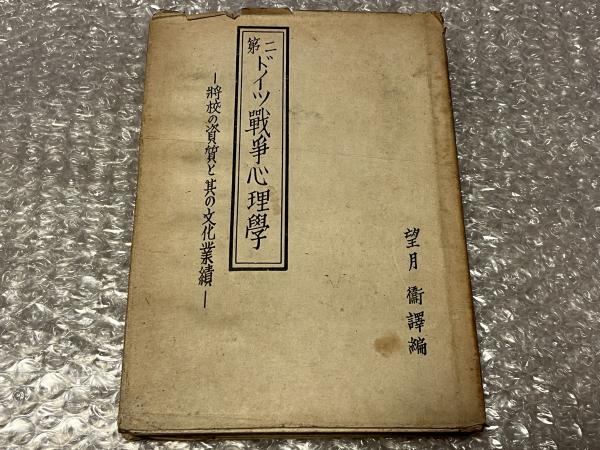 第二ドイツ戰爭心理學
―將校の資質と其の文化業績―
望月衞譯編